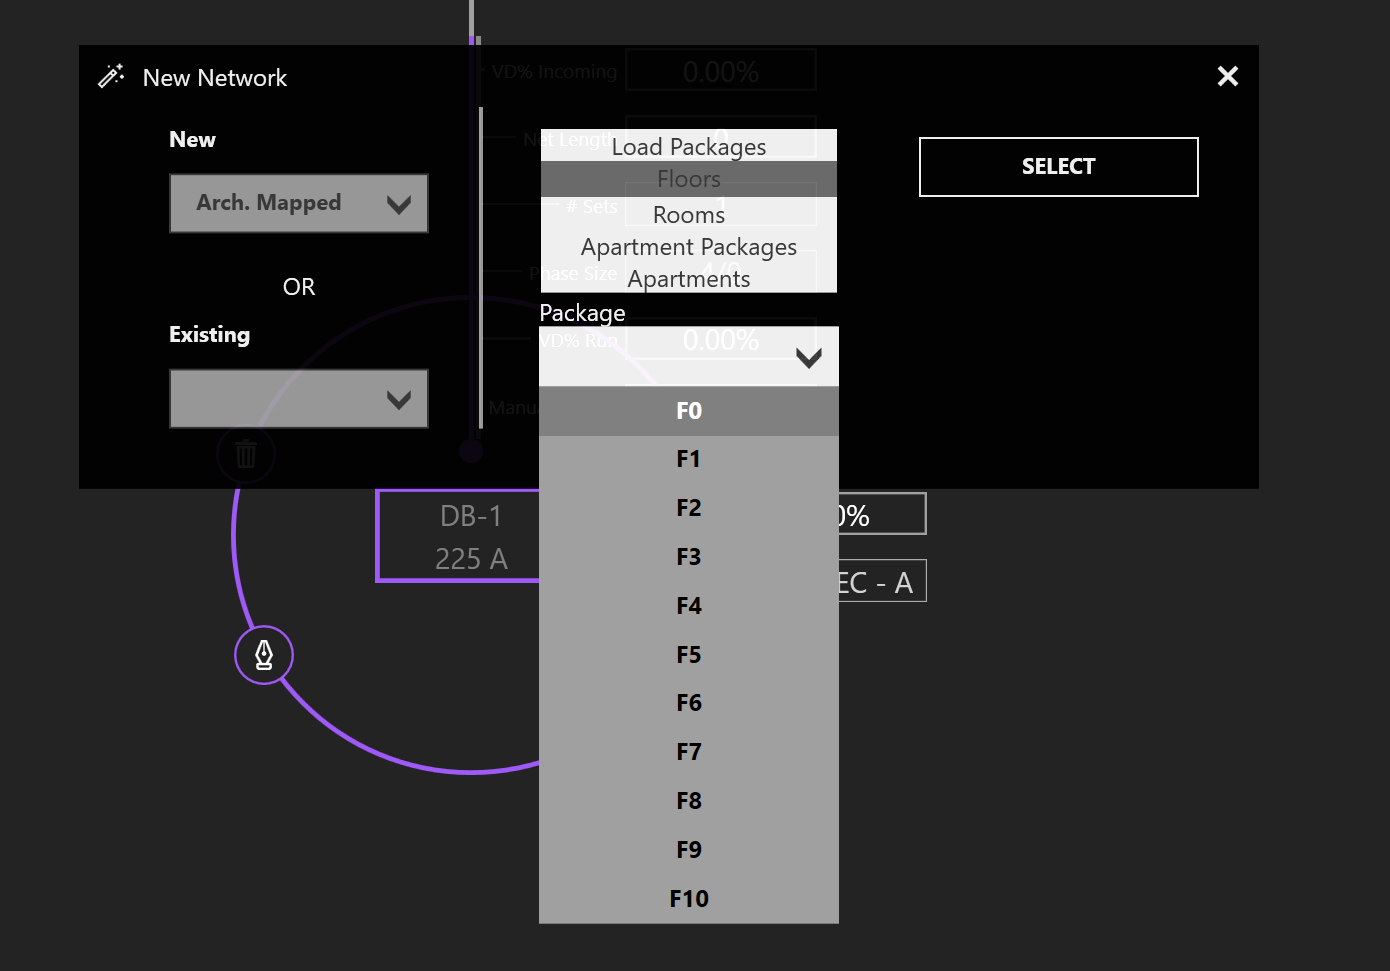 New Network
New
Arch. Mapped
OR
Existing
VD% Incoming
0.00%
Net Length
0
# Sets
1
Phase Size
4/0
VD% Run
0.00%
Load Packages
Floors
Rooms
Apartment Packages
Apartments
Package
F0
F1
F2
F3
F4
F5
F6
F7
F8
F9
F10
SELECT
DB-1
225 A
0%
EC - A